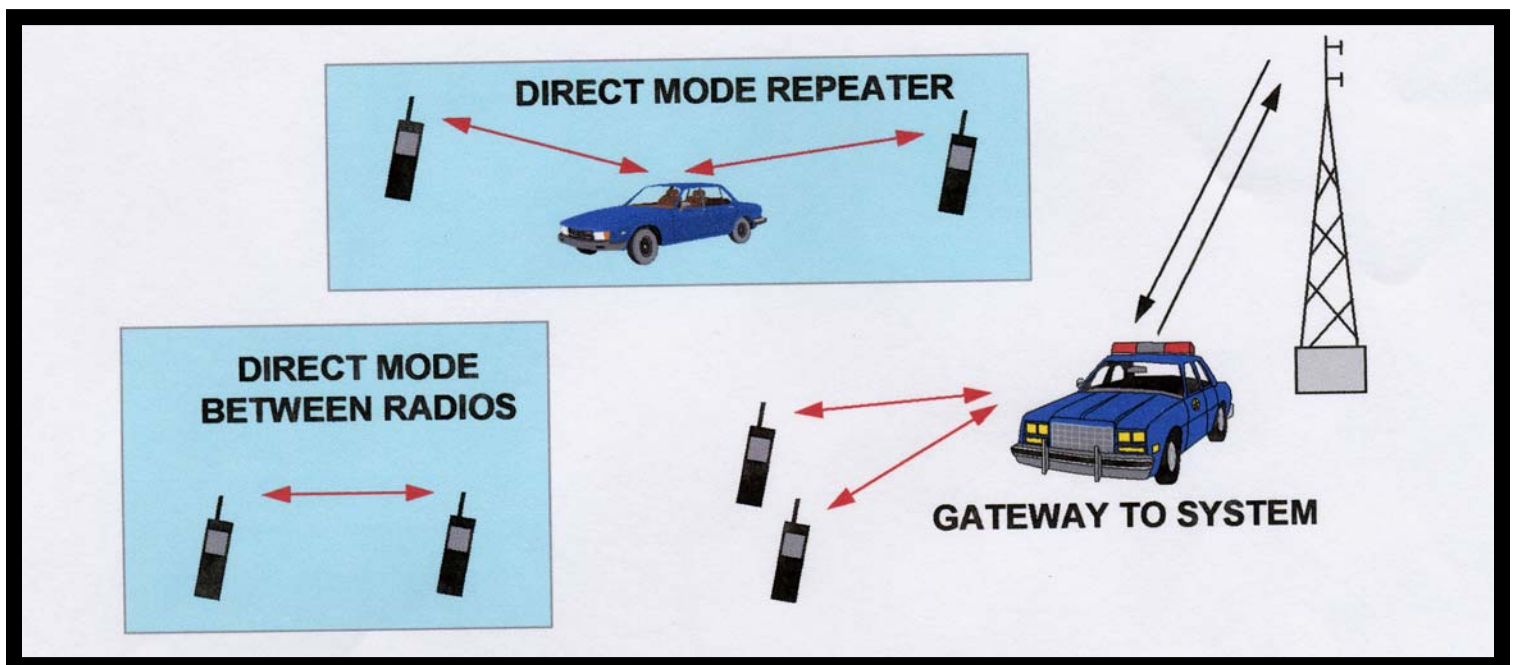 DIRECT MODE REPEATER
DIRECT MODE
BETWEEN RADIOS
GATEWAY TO SYSTEM